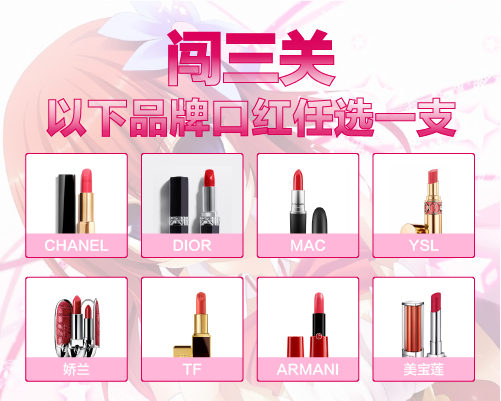 闯三关
以下品牌口红任选一支
CHANEL
DIOR
MAC
YSL
娇兰
TF
ARMANI
美宝莲